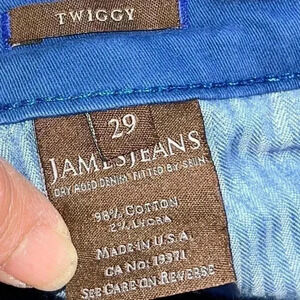 TWIGGY
29
JAMES JEANS
DRY AGED DENIM FITTED BY SKIN
98% COTTON
2% LYCRA
MADE IN U.S.A.
CA NO. 19371
SEE CARE ON REVERSE